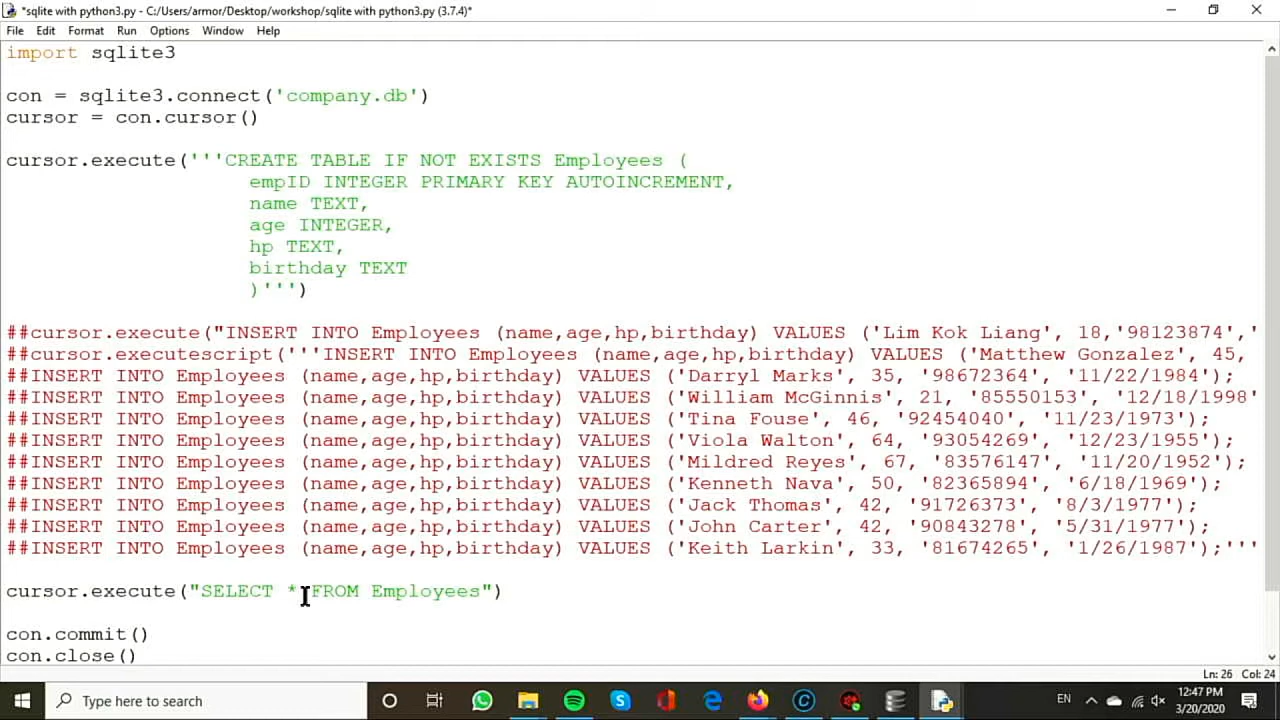 *sqlite with python3.py - C:/Users/armor/Desktop/workshop/sqlite with python3.py (3.7.4)*
File Edit Format Run Options Window Help
import sqlite3
con = sqlite3.connect('company.db')
cursor = con.cursor()
cursor.execute('''CREATE TABLE IF NOT EXISTS Employees (
empID INTEGER PRIMARY KEY AUTOINCREMENT,
name TEXT,
age INTEGER,
hp TEXT,
birthday TEXT
)''')
##cursor.execute("INSERT INTO Employees (name,age,hp,birthday) VALUES ('Lim Kok Liang', 18,'98123874','
##cursor.executescript('''INSERT INTO Employees (name,age,hp,birthday) VALUES ('Matthew Gonzalez', 45,
##INSERT INTO Employees (name,age,hp,birthday) VALUES ('Darryl Marks', 35, '98672364', '11/22/1984');
##INSERT INTO Employees (name,age,hp,birthday) VALUES ('William McGinnis', 21, '85550153', '12/18/1998'
##INSERT INTO Employees (name,age,hp,birthday) VALUES ('Tina Fouse', 46, '92454040', '11/23/1973');
##INSERT INTO Employees (name,age,hp,birthday) VALUES ('Viola Walton', 64, '93054269', '12/23/1955');
##INSERT INTO Employees (name,age,hp,birthday) VALUES ('Mildred Reyes', 67, '83576147', '11/20/1952');
##INSERT INTO Employees (name,age,hp,birthday) VALUES ('Kenneth Nava', 50, '82365894', '6/18/1969');
##INSERT INTO Employees (name,age,hp,birthday) VALUES ('Jack Thomas', 42, '91726373', '8/3/1977');
##INSERT INTO Employees (name,age,hp,birthday) VALUES ('John Carter', 42, '90843278', '5/31/1977');
##INSERT INTO Employees (name,age,hp,birthday) VALUES ('Keith Larkin', 33, '81674265', '1/26/1987');'''
cursor.execute("SELECT * FROM Employees")
con.commit()
con.close()
Ln: 26 Col: 24
Type here to search
EN
12:47 PM
3/20/2020